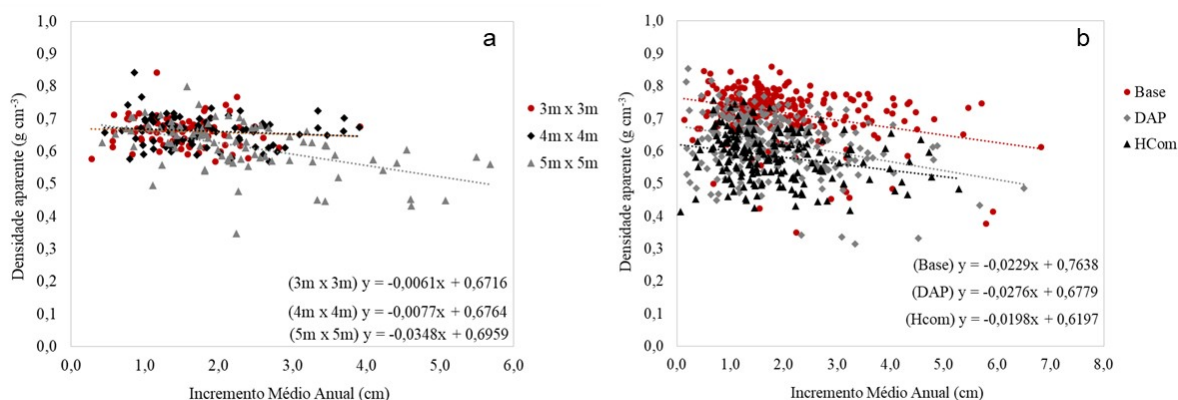 a
1,0
0,9
0,8
0,7
0,6
0,5
0,4
0,3
0,2
0,1
0,0
Densidade aparente (g cm⁻³)
3m x 3m
4m x 4m
5m x 5m
(3m x 3m) y = -0,0061x + 0,6716
(4m x 4m) y = -0,0077x + 0,6764
(5m x 5m) y = -0,0348x + 0,6959
0,0 1,0 2,0 3,0 4,0 5,0 6,0
Incremento Médio Anual (cm)
b
1,0
0,9
0,8
0,7
0,6
0,5
0,4
0,3
0,2
0,1
0,0
Densidade aparente (g cm⁻³)
Base
DAP
HCom
(Base) y = -0,0229x + 0,7638
(DAP) y = -0,0276x + 0,6779
(Hcom) y = -0,0198x + 0,6197
0,0 1,0 2,0 3,0 4,0 5,0 6,0 7,0 8,0
Incremento Médio Anual (cm)